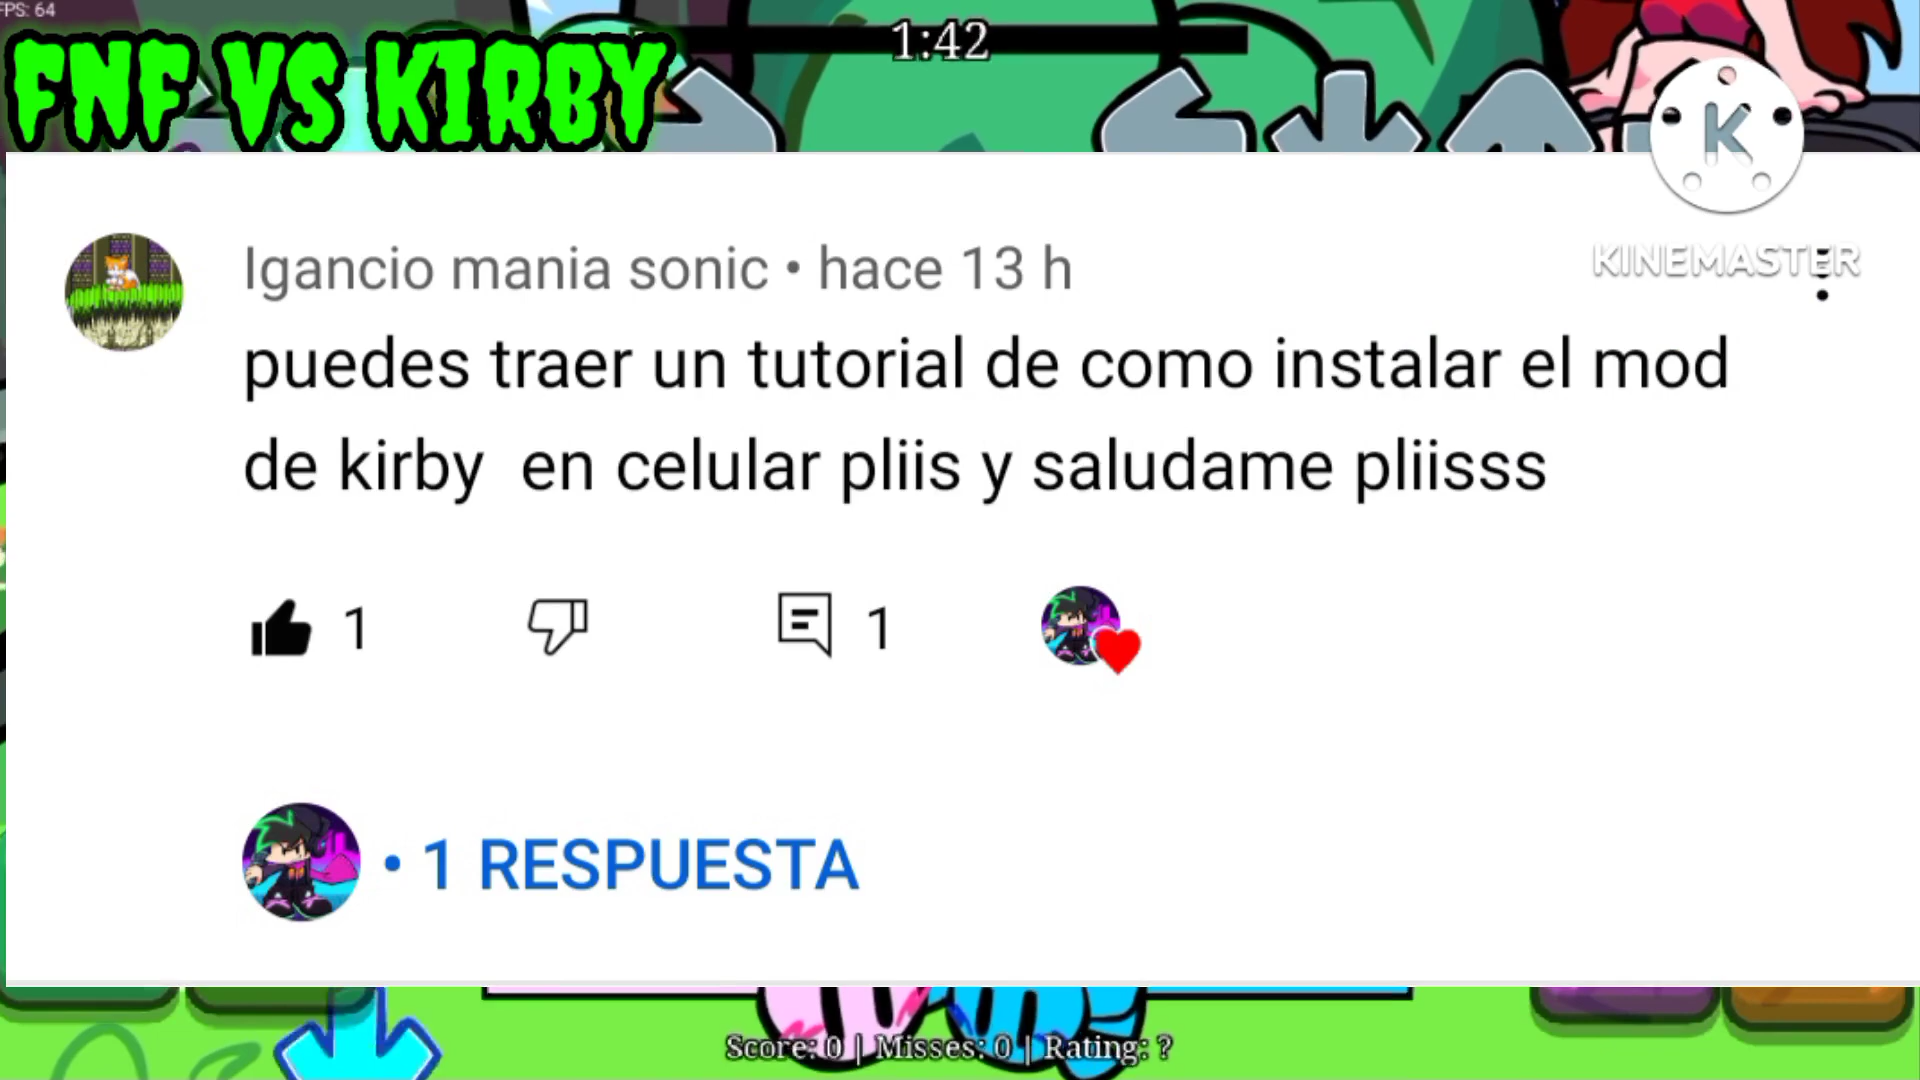 FPS: 64
1:42
FNF VS KIRBY
K
KINEMASTER
Igancio mania sonic • hace 13 h
puedes traer un tutorial de como instalar el mod
de kirby en celular pliis y saludame pliisss
1
1
• 1 RESPUESTA
Score: 0 | Misses: 0 | Rating: ?